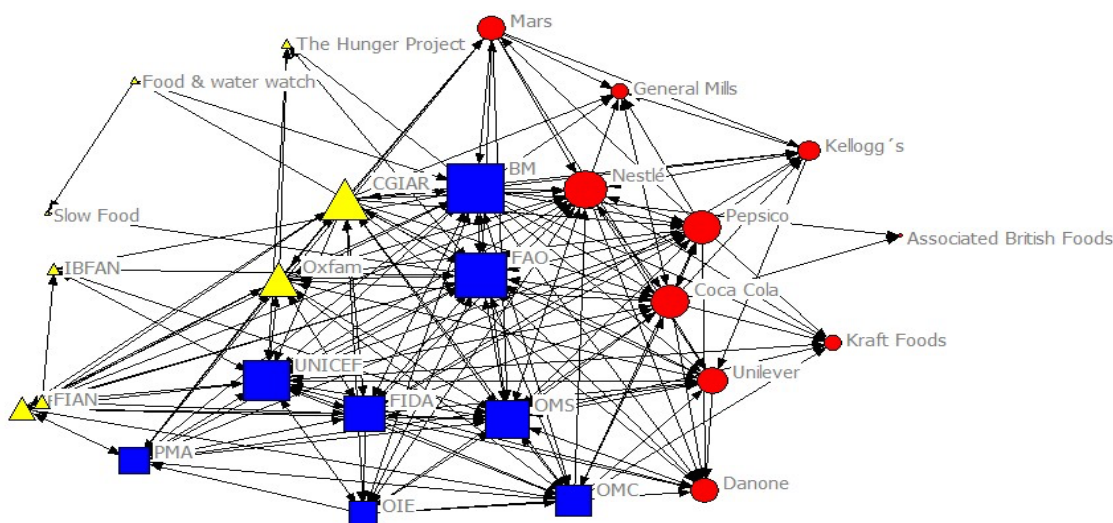 Mars
The Hunger Project
Food & water watch
General Mills
Kellogg´s
BM
CGIAR
Nestlé
Slow Food
Pepsico
Associated British Foods
IBFAN
Oxfam
FAO
Coca Cola
Kraft Foods
UNICEF
Unilever
FIAN
FIDA
OMS
PMA
OIE
OMC
Danone